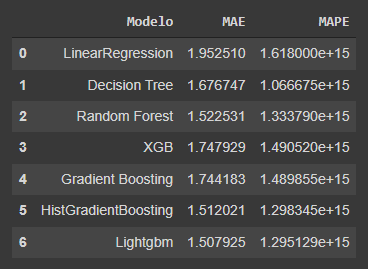 Modelo MAE MAPE
0 LinearRegression 1.952510 1.618000e+15
1 Decision Tree 1.676747 1.066675e+15
2 Random Forest 1.522531 1.333790e+15
3 XGB 1.747929 1.490520e+15
4 Gradient Boosting 1.744183 1.489855e+15
5 HistGradientBoosting 1.512021 1.298345e+15
6 Lightgbm 1.507925 1.295129e+15